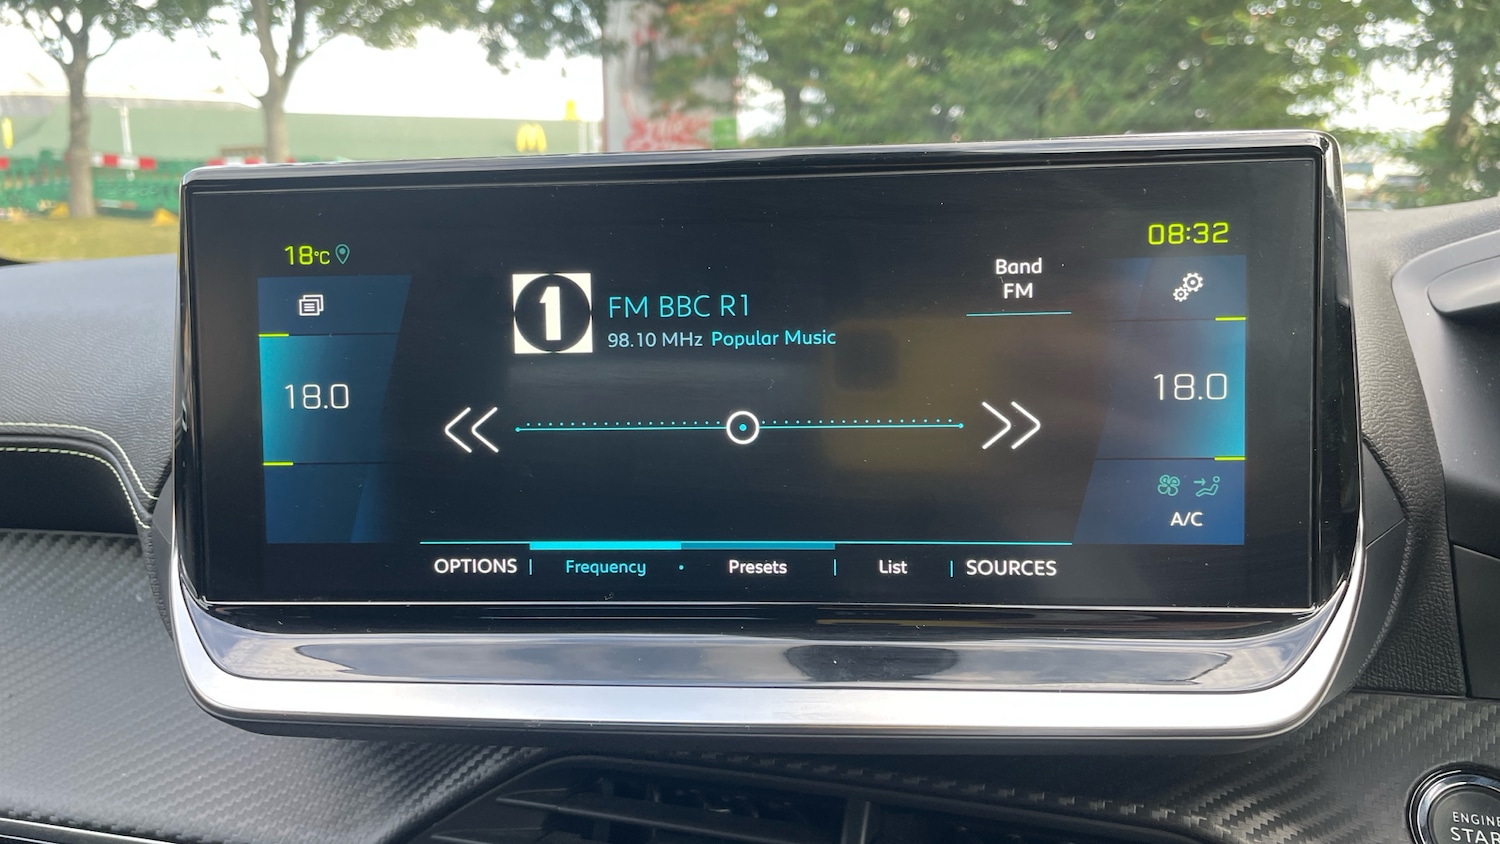 18°C
08:32
Band
FM
1
FM BBC R1
98.10 MHz Popular Music
18.0
18.0
A/C
OPTIONS | Frequency • Presets | List | SOURCES
ENGINE